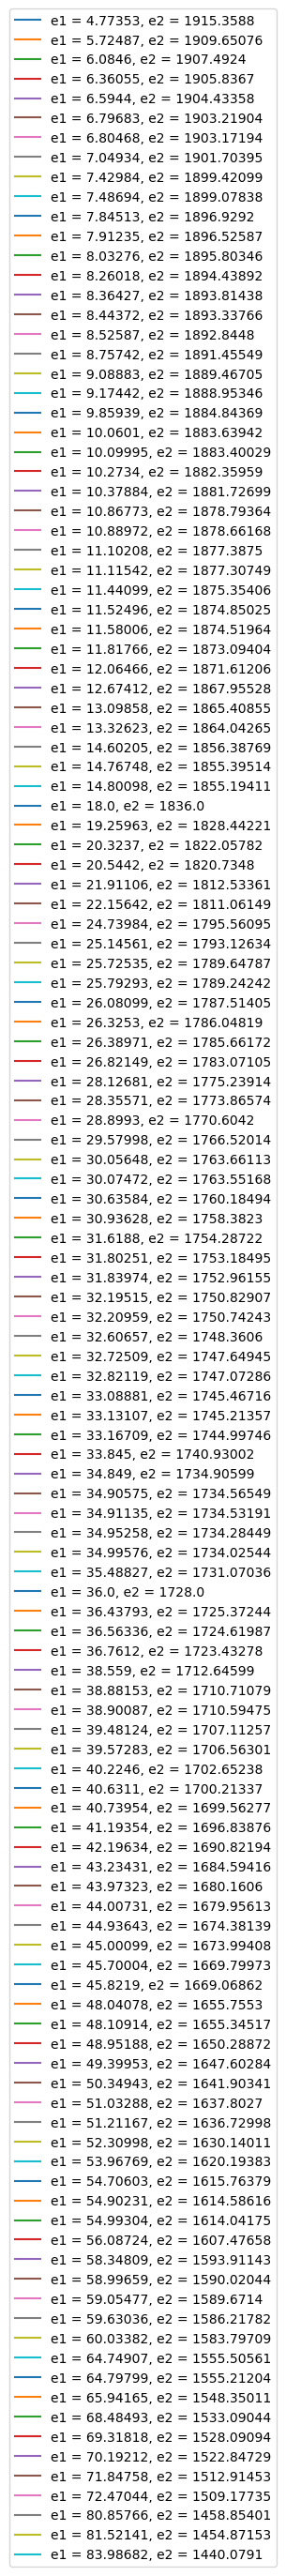 e1 = 4.77353, e2 = 1915.3588
e1 = 5.72487, e2 = 1909.65076
e1 = 6.0846, e2 = 1907.4924
e1 = 6.36055, e2 = 1905.8367
e1 = 6.5944, e2 = 1904.43358
e1 = 6.79683, e2 = 1903.21904
e1 = 6.80468, e2 = 1903.17194
e1 = 7.04934, e2 = 1901.70395
e1 = 7.42984, e2 = 1899.42099
e1 = 7.48694, e2 = 1899.07838
e1 = 7.84513, e2 = 1896.9292
e1 = 7.91235, e2 = 1896.52587
e1 = 8.03276, e2 = 1895.80346
e1 = 8.26018, e2 = 1894.43892
e1 = 8.36427, e2 = 1893.81438
e1 = 8.44372, e2 = 1893.33766
e1 = 8.52587, e2 = 1892.8448
e1 = 8.75742, e2 = 1891.45549
e1 = 9.08883, e2 = 1889.46705
e1 = 9.17442, e2 = 1888.95346
e1 = 9.85939, e2 = 1884.84369
e1 = 10.0601, e2 = 1883.63942
e1 = 10.09995, e2 = 1883.40029
e1 = 10.2734, e2 = 1882.35959
e1 = 10.37884, e2 = 1881.72699
e1 = 10.86773, e2 = 1878.79364
e1 = 10.88972, e2 = 1878.66168
e1 = 11.10208, e2 = 1877.3875
e1 = 11.11542, e2 = 1877.30749
e1 = 11.44099, e2 = 1875.35406
e1 = 11.52496, e2 = 1874.85025
e1 = 11.58006, e2 = 1874.51964
e1 = 11.81766, e2 = 1873.09404
e1 = 12.06466, e2 = 1871.61206
e1 = 12.67412, e2 = 1867.95528
e1 = 13.09858, e2 = 1865.40855
e1 = 13.32623, e2 = 1864.04265
e1 = 14.60205, e2 = 1856.38769
e1 = 14.76748, e2 = 1855.39514
e1 = 14.80098, e2 = 1855.19411
e1 = 18.0, e2 = 1836.0
e1 = 19.25963, e2 = 1828.44221
e1 = 20.3237, e2 = 1822.05782
e1 = 20.5442, e2 = 1820.7348
e1 = 21.91106, e2 = 1812.53361
e1 = 22.15642, e2 = 1811.06149
e1 = 24.73984, e2 = 1795.56095
e1 = 25.14561, e2 = 1793.12634
e1 = 25.72535, e2 = 1789.64787
e1 = 25.79293, e2 = 1789.24242
e1 = 26.08099, e2 = 1787.51405
e1 = 26.3253, e2 = 1786.04819
e1 = 26.38971, e2 = 1785.66172
e1 = 26.82149, e2 = 1783.07105
e1 = 28.12681, e2 = 1775.23914
e1 = 28.35571, e2 = 1773.86574
e1 = 28.8993, e2 = 1770.6042
e1 = 29.57998, e2 = 1766.52014
e1 = 30.05648, e2 = 1763.66113
e1 = 30.07472, e2 = 1763.55168
e1 = 30.63584, e2 = 1760.18494
e1 = 30.93628, e2 = 1758.3823
e1 = 31.6188, e2 = 1754.28722
e1 = 31.80251, e2 = 1753.18495
e1 = 31.83974, e2 = 1752.96155
e1 = 32.19515, e2 = 1750.82907
e1 = 32.20959, e2 = 1750.74243
e1 = 32.60657, e2 = 1748.3606
e1 = 32.72509, e2 = 1747.64945
e1 = 32.82119, e2 = 1747.07286
e1 = 33.08881, e2 = 1745.46716
e1 = 33.13107, e2 = 1745.21357
e1 = 33.16709, e2 = 1744.99746
e1 = 33.845, e2 = 1740.93002
e1 = 34.849, e2 = 1734.90599
e1 = 34.90575, e2 = 1734.56549
e1 = 34.91135, e2 = 1734.53191
e1 = 34.95258, e2 = 1734.28449
e1 = 34.99576, e2 = 1734.02544
e1 = 35.48827, e2 = 1731.07036
e1 = 36.0, e2 = 1728.0
e1 = 36.43793, e2 = 1725.37244
e1 = 36.56336, e2 = 1724.61987
e1 = 36.7612, e2 = 1723.43278
e1 = 38.559, e2 = 1712.64599
e1 = 38.88153, e2 = 1710.71079
e1 = 38.90087, e2 = 1710.59475
e1 = 39.48124, e2 = 1707.11257
e1 = 39.57283, e2 = 1706.56301
e1 = 40.2246, e2 = 1702.65238
e1 = 40.6311, e2 = 1700.21337
e1 = 40.73954, e2 = 1699.56277
e1 = 41.19354, e2 = 1696.83876
e1 = 42.19634, e2 = 1690.82194
e1 = 43.23431, e2 = 1684.59416
e1 = 43.97323, e2 = 1680.1606
e1 = 44.00731, e2 = 1679.95613
e1 = 44.93643, e2 = 1674.38139
e1 = 45.00099, e2 = 1673.99408
e1 = 45.70004, e2 = 1669.79973
e1 = 45.8219, e2 = 1669.06862
e1 = 48.04078, e2 = 1655.7553
e1 = 48.10914, e2 = 1655.34517
e1 = 48.95188, e2 = 1650.28872
e1 = 49.39953, e2 = 1647.60284
e1 = 50.34943, e2 = 1641.90341
e1 = 51.03288, e2 = 1637.8027
e1 = 51.21167, e2 = 1636.72998
e1 = 52.30998, e2 = 1630.14011
e1 = 53.96769, e2 = 1620.19383
e1 = 54.70603, e2 = 1615.76379
e1 = 54.90231, e2 = 1614.58616
e1 = 54.99304, e2 = 1614.04175
e1 = 56.08724, e2 = 1607.47658
e1 = 58.34809, e2 = 1593.91143
e1 = 58.99659, e2 = 1590.02044
e1 = 59.05477, e2 = 1589.6714
e1 = 59.63036, e2 = 1586.21782
e1 = 60.03382, e2 = 1583.79709
e1 = 64.74907, e2 = 1555.50561
e1 = 64.79799, e2 = 1555.21204
e1 = 65.94165, e2 = 1548.35011
e1 = 68.48493, e2 = 1533.09044
e1 = 69.31818, e2 = 1528.09094
e1 = 70.19212, e2 = 1522.84729
e1 = 71.84758, e2 = 1512.91453
e1 = 72.47044, e2 = 1509.17735
e1 = 80.85766, e2 = 1458.85401
e1 = 81.52141, e2 = 1454.87153
e1 = 83.98682, e2 = 1440.0791